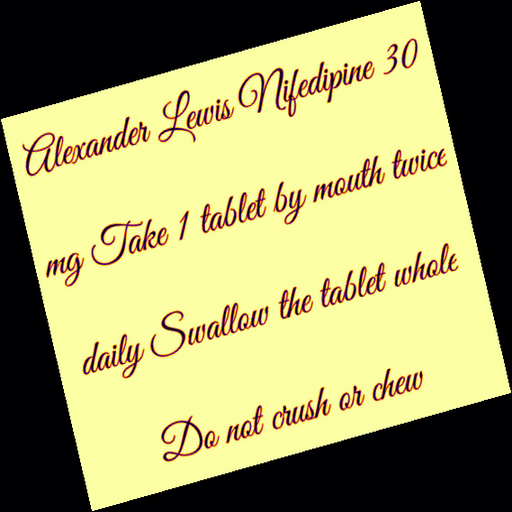 Alexander Lewis Nifedipine 30
mg Take 1 tablet by mouth twice
daily Swallow the tablet whole
Do not crush or chew